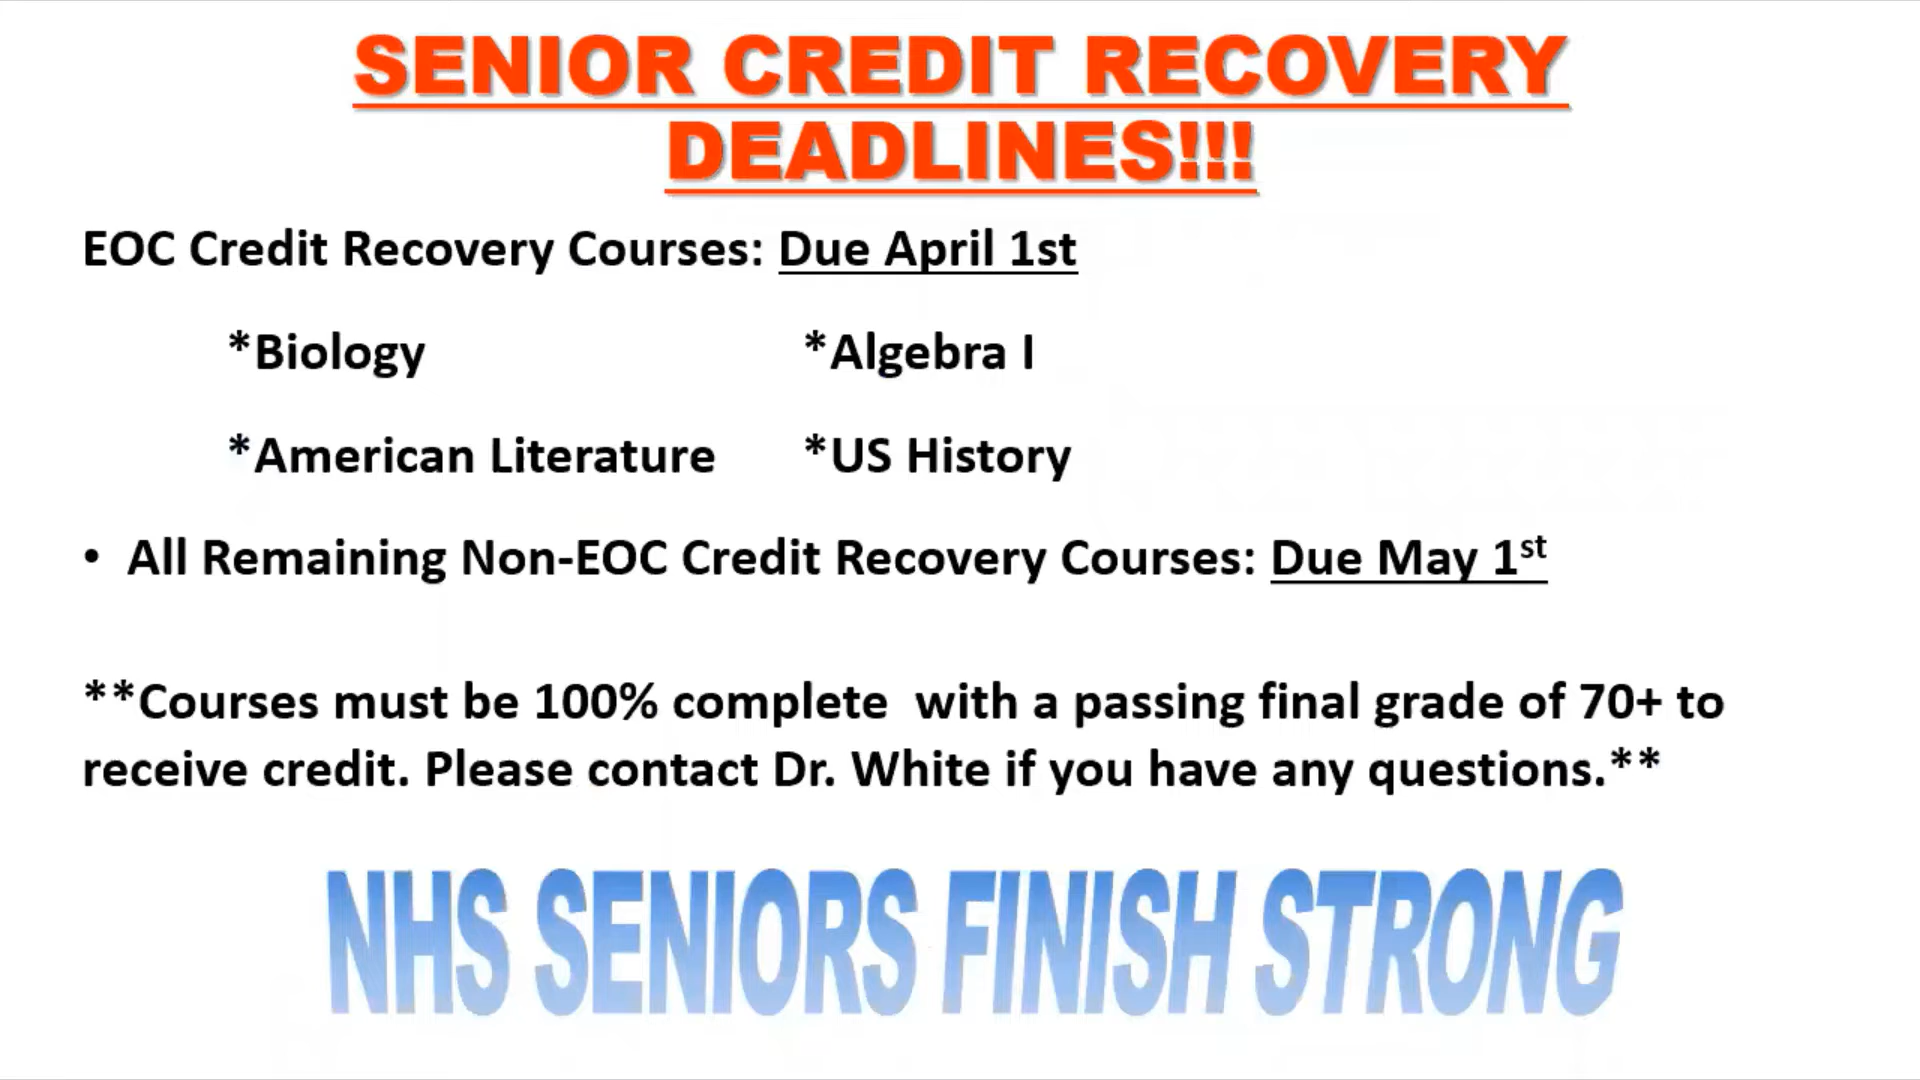 SENIOR CREDIT RECOVERY
DEADLINES!!!
EOC Credit Recovery Courses: Due April 1st
*Biology *Algebra I
*American Literature *US History
• All Remaining Non-EOC Credit Recovery Courses: Due May 1st
**Courses must be 100% complete with a passing final grade of 70+ to
receive credit. Please contact Dr. White if you have any questions.**
NHS SENIORS FINISH STRONG